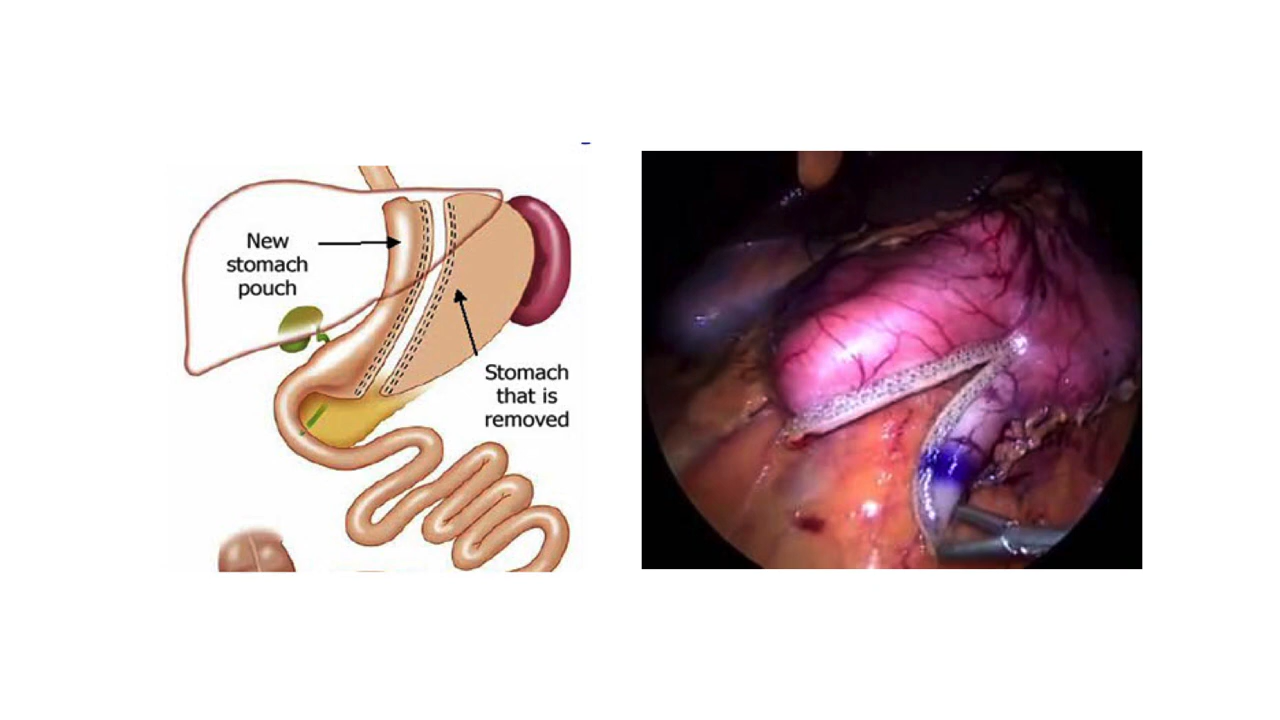 New
stomach
pouch
Stomach
that is
removed